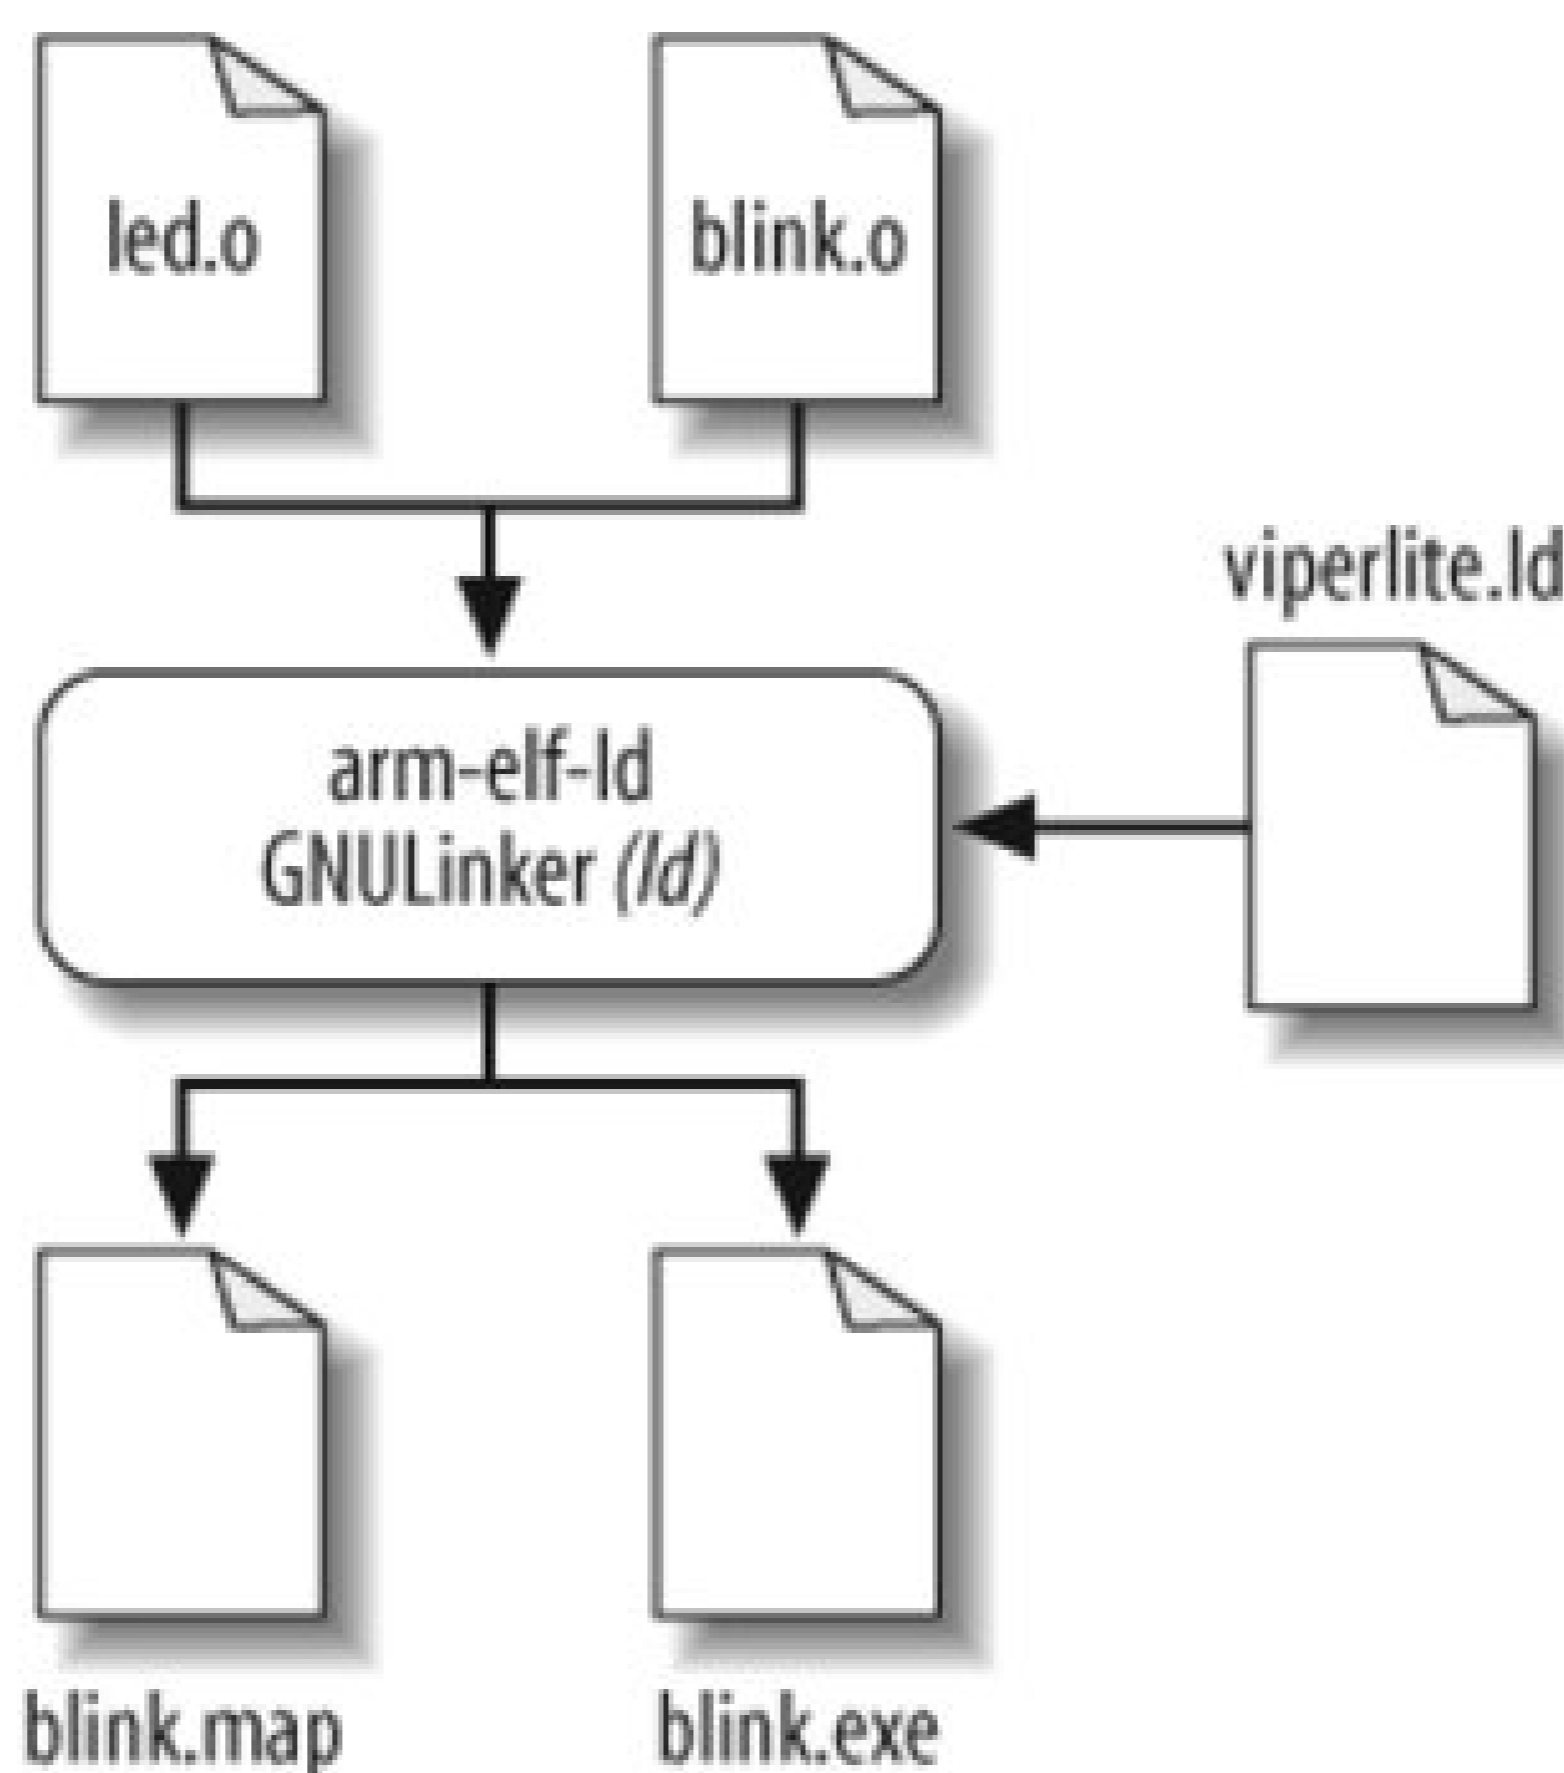 led.o
blink.o
viperlite.ld
arm-elf-ld
GNULinker (ld)
blink.map
blink.exe